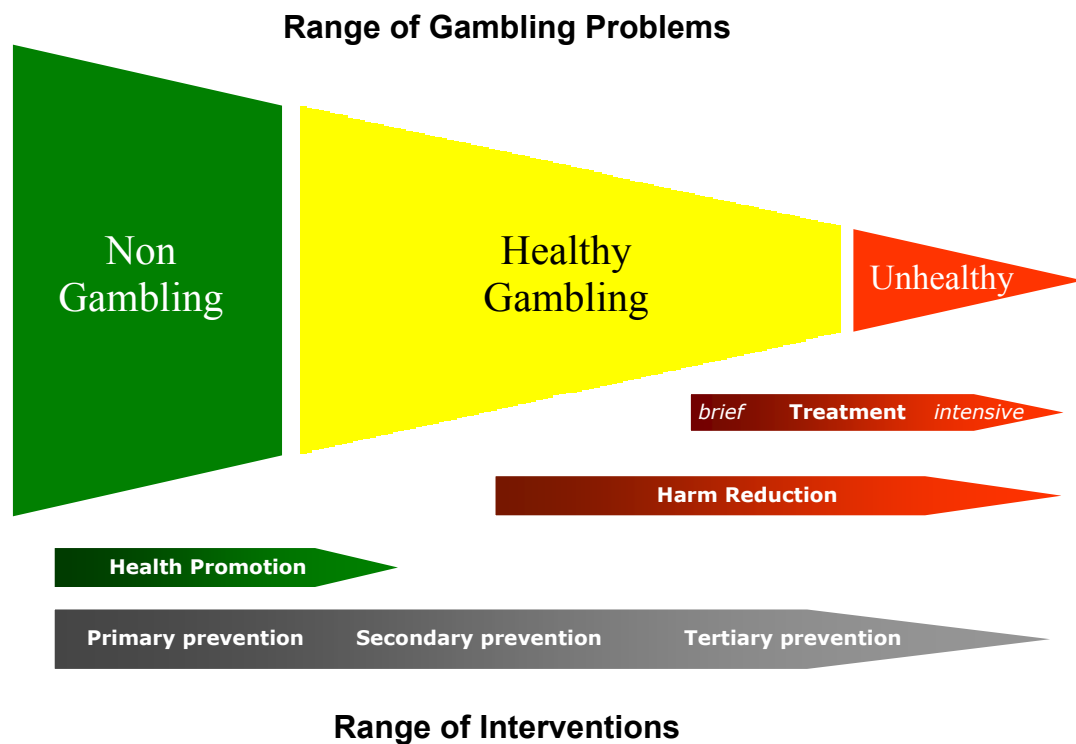 Range of Gambling Problems
Non
Gambling
Healthy
Gambling
Unhealthy
brief Treatment intensive
Harm Reduction
Health Promotion
Primary prevention Secondary prevention Tertiary prevention
Range of Interventions